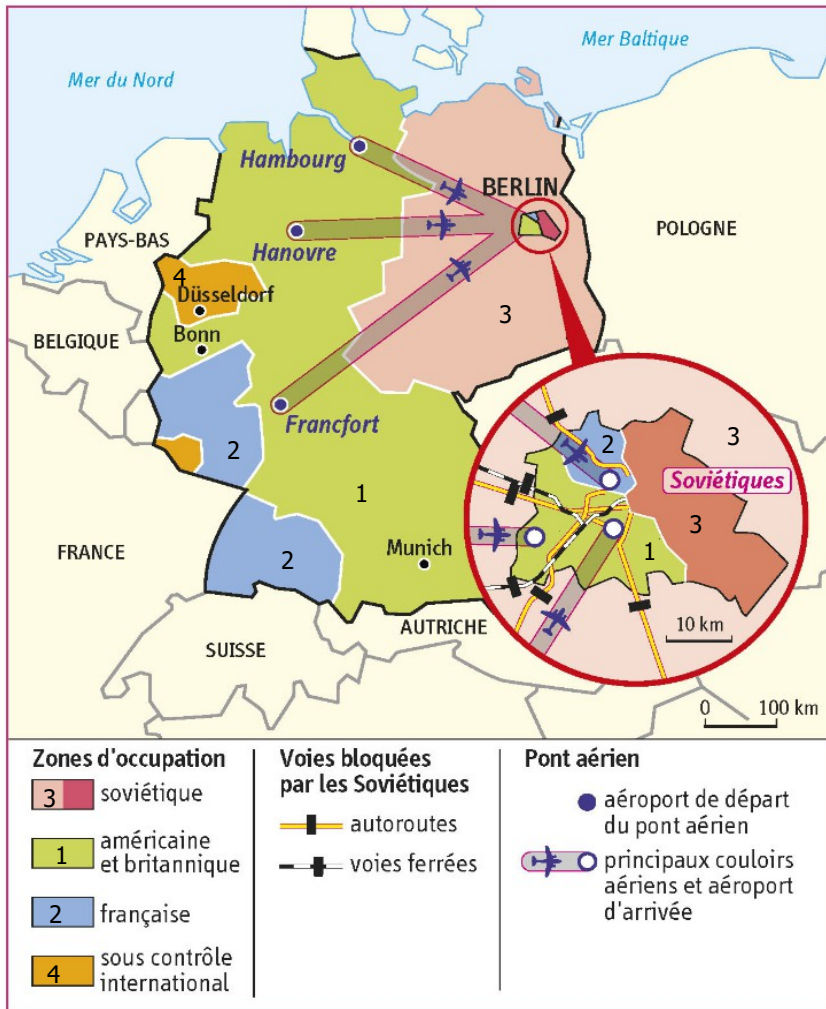 Mer du Nord
Mer Baltique
Hambourg
BERLIN
Hanovre
PAYS-BAS
POLOGNE
4
Düsseldorf
3
Bonn
BELGIQUE
Francfort
2
3
2
Soviétiques
1
3
FRANCE
2
Munich
1
10 km
AUTRICHE
SUISSE
0 100 km
Zones d'occupation
3 soviétique
1 américaine
et britannique
2 française
4 sous contrôle
international
Voies bloquées
par les Soviétiques
autoroutes
voies ferrées
Pont aérien
aéroport de départ
du pont aérien
principaux couloirs
aériens et aéroport
d'arrivée